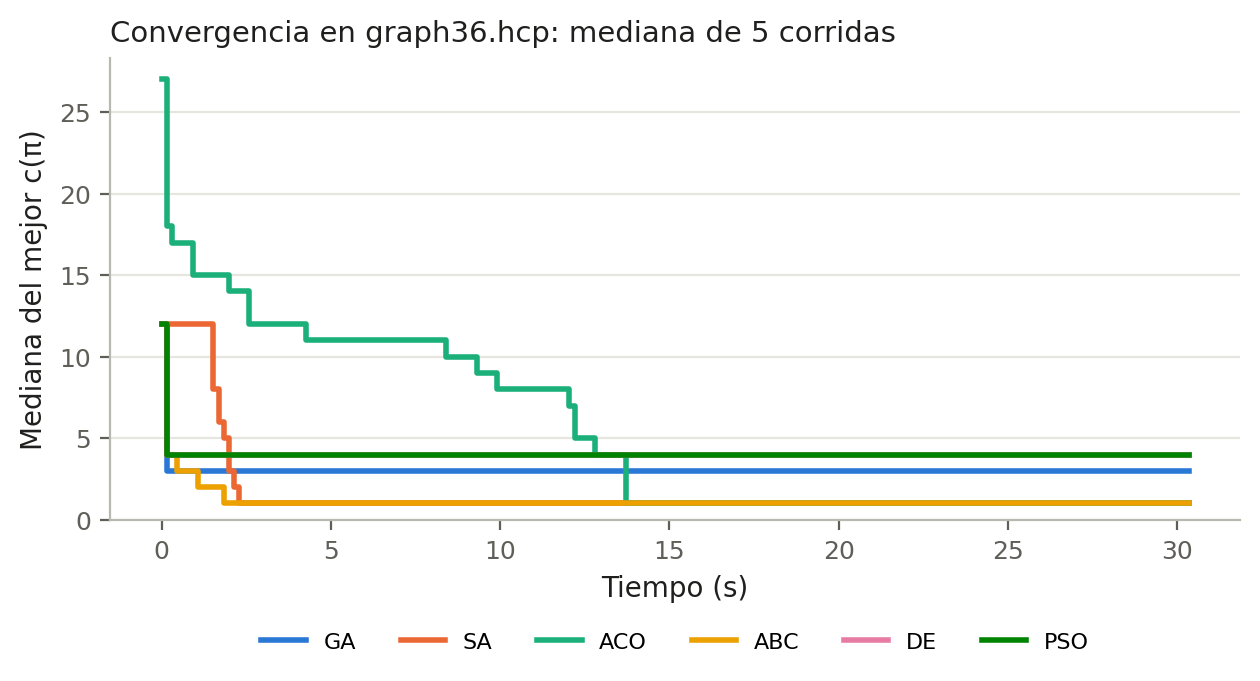 Convergencia en graph36.hcp: mediana de 5 corridas
Mediana del mejor c(π)
25
20
15
10
5
0
0 5 10 15 20 25 30
Tiempo (s)
GA SA ACO ABC DE PSO